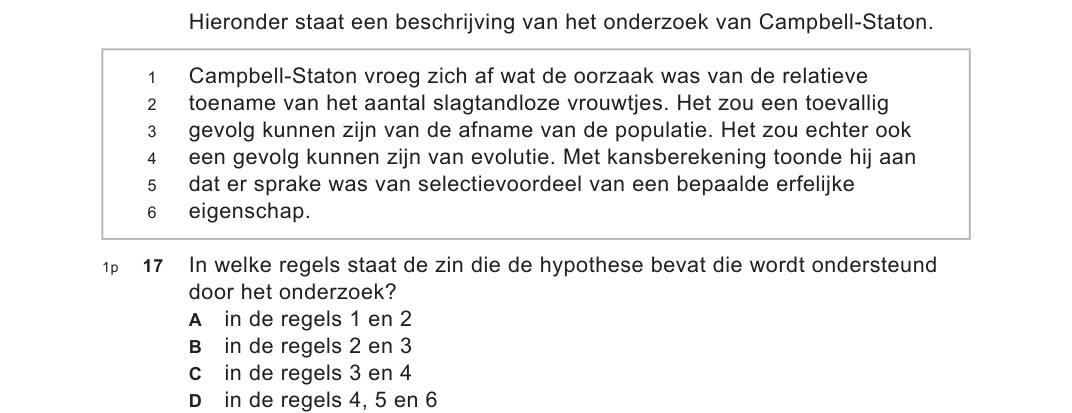 Hieronder staat een beschrijving van het onderzoek van Campbell-Staton.
1 Campbell-Staton vroeg zich af wat de oorzaak was van de relatieve
2 toename van het aantal slagtandloze vrouwtjes. Het zou een toevallig
3 gevolg kunnen zijn van de afname van de populatie. Het zou echter ook
4 een gevolg kunnen zijn van evolutie. Met kansberekening toonde hij aan
5 dat er sprake was van selectievoordeel van een bepaalde erfelijke
6 eigenschap.
1p 17 In welke regels staat de zin die de hypothese bevat die wordt ondersteund
door het onderzoek?
A in de regels 1 en 2
B in de regels 2 en 3
C in de regels 3 en 4
D in de regels 4, 5 en 6